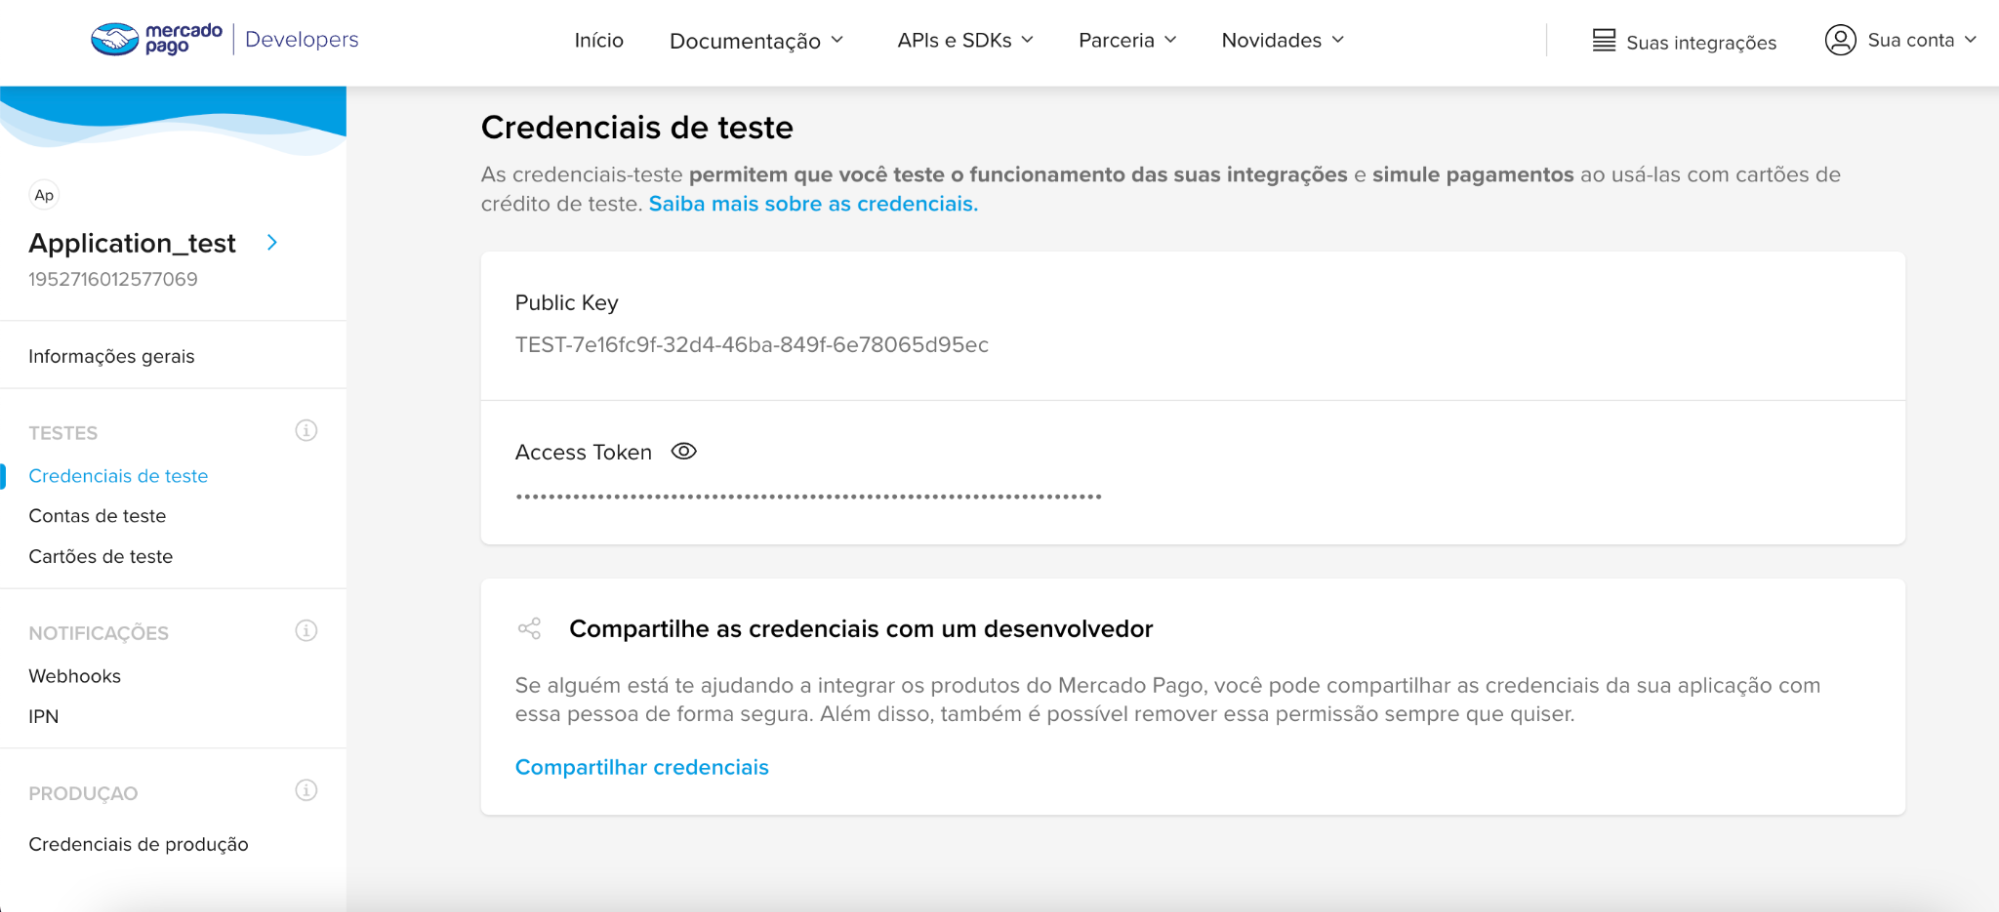 mercado
pago
Developers
Início
Documentação
APIs e SDKs
Parceria
Novidades
Suas integrações
Sua conta
Ap
Application_test
1952716012577069
Informações gerais
TESTES
Credenciais de teste
Contas de teste
Cartões de teste
NOTIFICAÇÕES
Webhooks
IPN
PRODUÇAO
Credenciais de produção
Credenciais de teste
As credenciais-teste permitem que você teste o funcionamento das suas integrações e simule pagamentos ao usá-las com cartões de
crédito de teste. Saiba mais sobre as credenciais.
Public Key
TEST-7e16fc9f-32d4-46ba-849f-6e78065d95ec
Access Token
Compartilhe as credenciais com um desenvolvedor
Se alguém está te ajudando a integrar os produtos do Mercado Pago, você pode compartilhar as credenciais da sua aplicação com
essa pessoa de forma segura. Além disso, também é possível remover essa permissão sempre que quiser.
Compartilhar credenciais